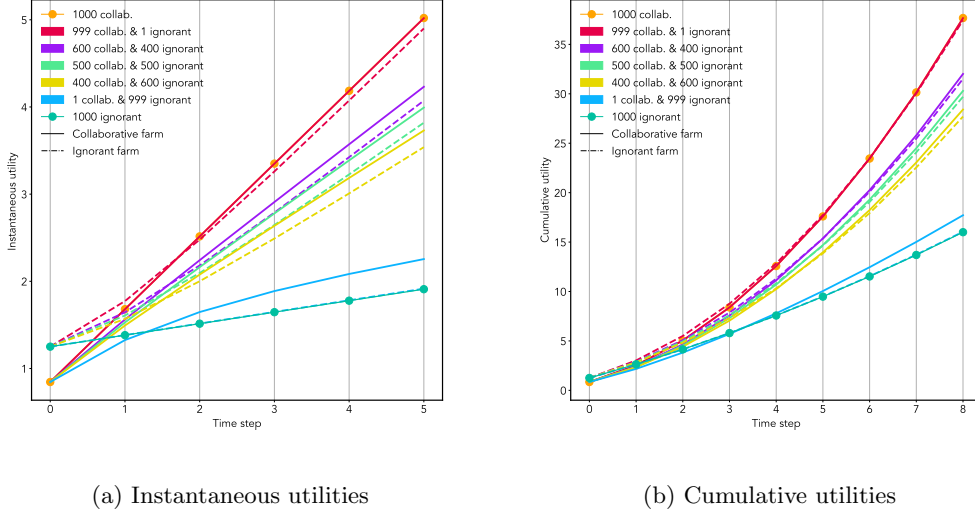 1000 collab.
999 collab. & 1 ignorant
600 collab. & 400 ignorant
500 collab. & 500 ignorant
400 collab. & 600 ignorant
1 collab. & 999 ignorant
1000 ignorant
Collaborative farm
Ignorant farm
Instantaneous utility
5
4
3
2
1
0 1 2 3 4 5
Time step
(a) Instantaneous utilities
1000 collab.
999 collab. & 1 ignorant
600 collab. & 400 ignorant
500 collab. & 500 ignorant
400 collab. & 600 ignorant
1 collab. & 999 ignorant
1000 ignorant
Collaborative farm
Ignorant farm
Cumulative utility
35
30
25
20
15
10
5
0
0 1 2 3 4 5 6 7 8
Time step
(b) Cumulative utilities